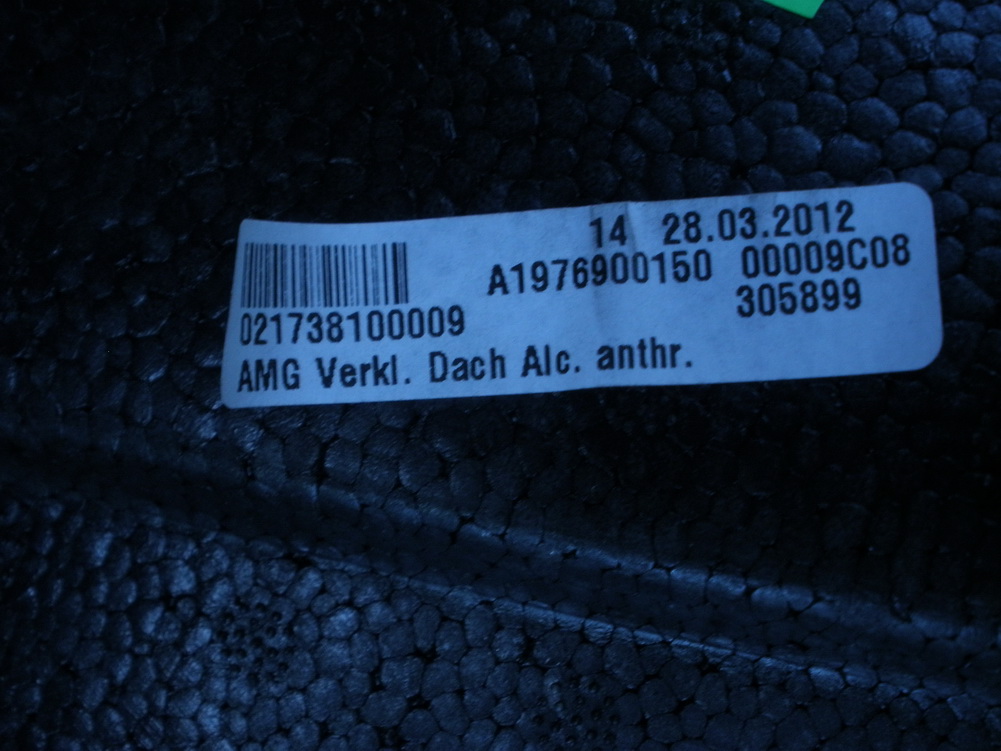 14 28.03.2012
A1976900150 00009C08
305899
021738100009
AMG Verkl. Dach Alc. anthr.